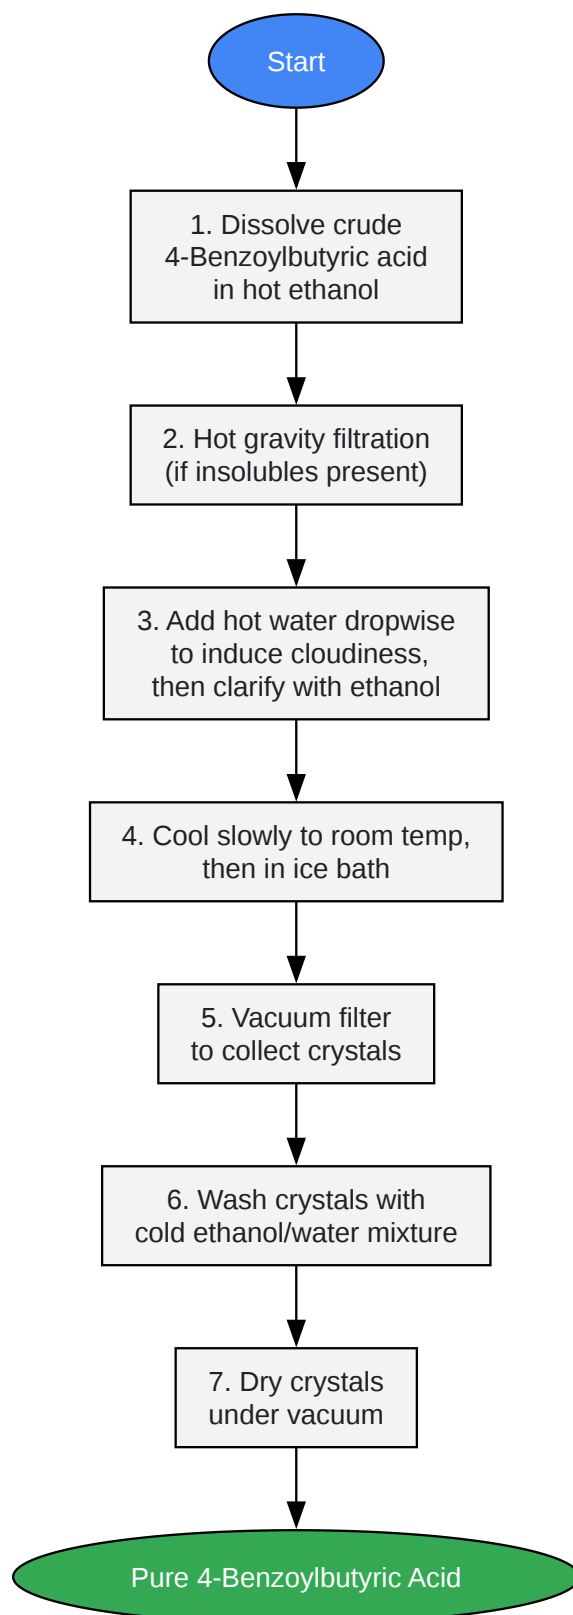 Start
1. Dissolve crude
4-Benzoylbutyric acid
in hot ethanol
2. Hot gravity filtration
(if insolubles present)
3. Add hot water dropwise
to induce cloudiness,
then clarify with ethanol
4. Cool slowly to room temp,
then in ice bath
5. Vacuum filter
to collect crystals
6. Wash crystals with
cold ethanol/water mixture
7. Dry crystals
under vacuum
Pure 4-Benzoylbutyric Acid